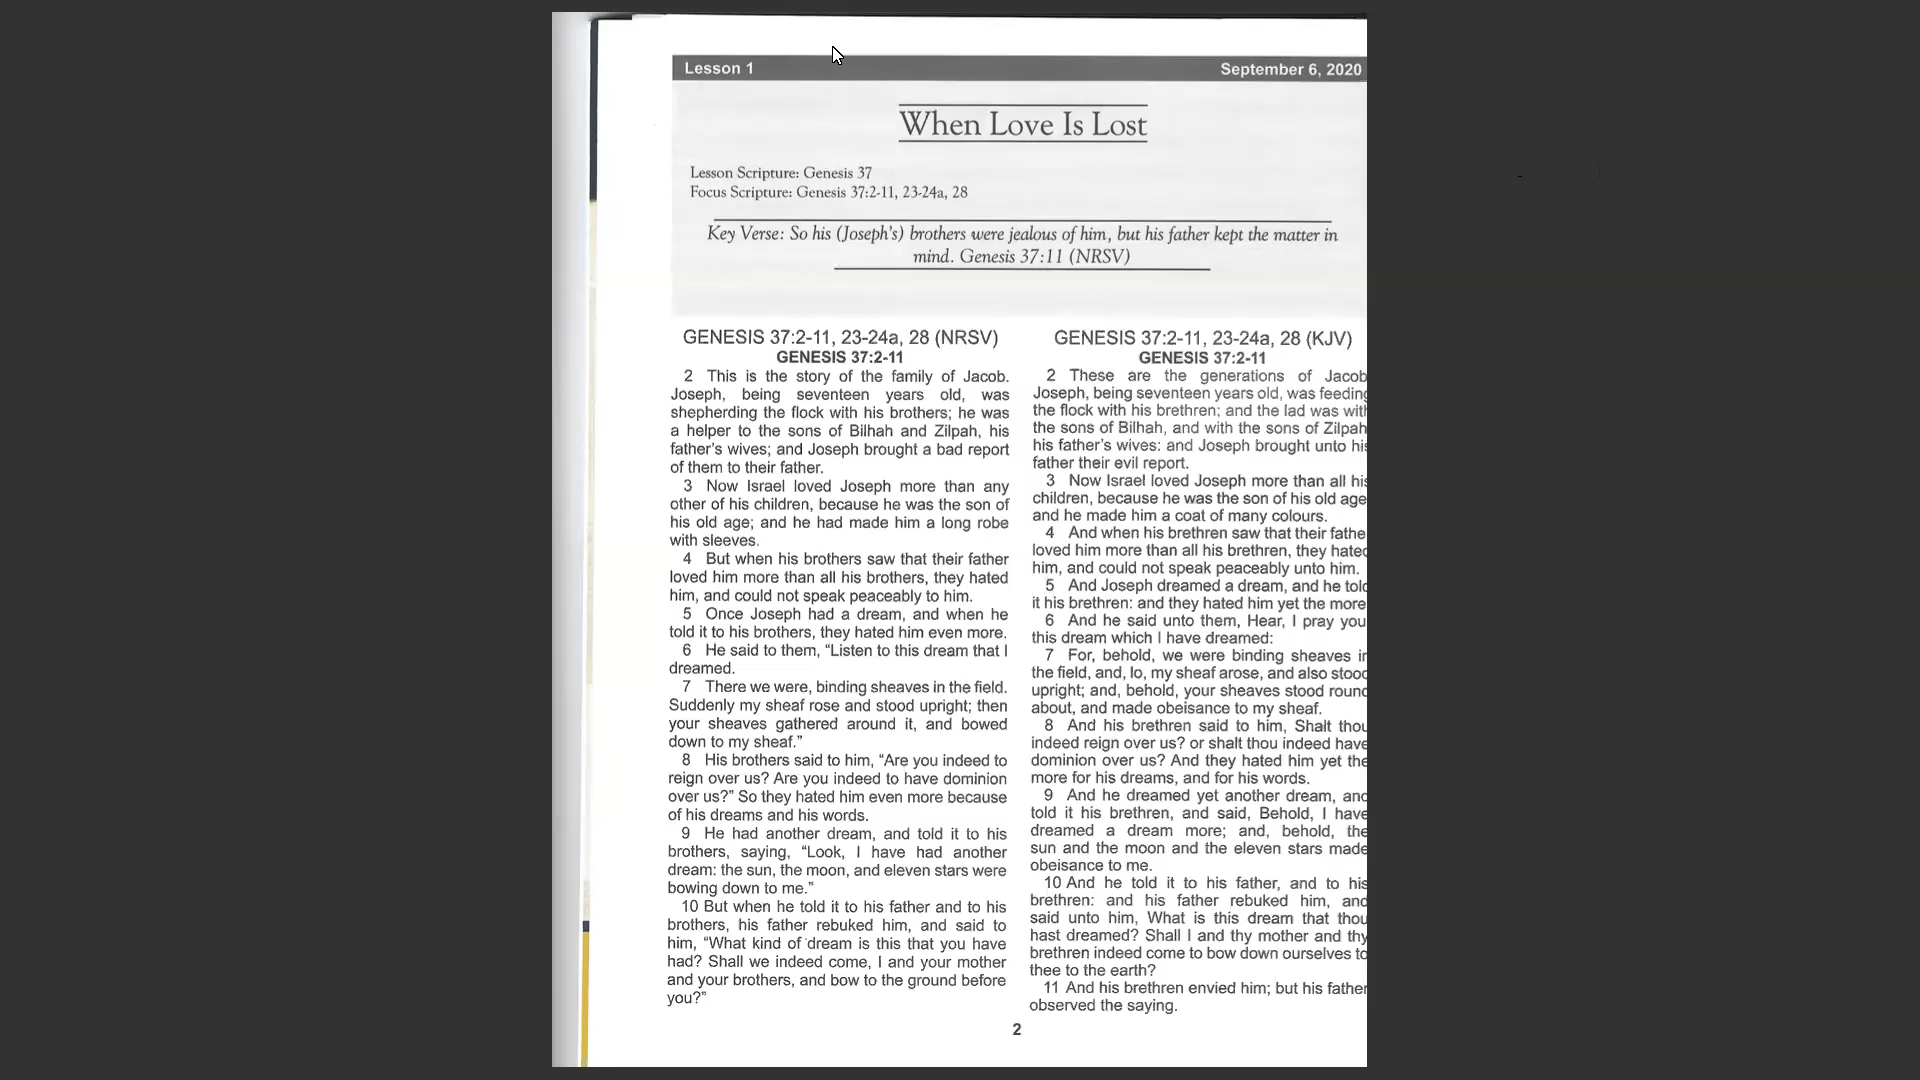 Lesson 1
September 6, 2020
When Love Is Lost
Lesson Scripture: Genesis 37
Focus Scripture: Genesis 37:2-11, 23-24a, 28
Key Verse: So his (Joseph's) brothers were jealous of him, but his father kept the matter in
mind. Genesis 37:11 (NRSV)
GENESIS 37:2-11, 23-24a, 28 (NRSV)
GENESIS 37:2-11
2 This is the story of the family of Jacob.
Joseph, being seventeen years old, was
shepherding the flock with his brothers; he was
a helper to the sons of Bilhah and Zilpah, his
father's wives; and Joseph brought a bad report
of them to their father.
3 Now Israel loved Joseph more than any
other of his children, because he was the son of
his old age; and he had made him a long robe
with sleeves.
4 But when his brothers saw that their father
loved him more than all his brothers, they hated
him, and could not speak peaceably to him.
5 Once Joseph had a dream, and when he
told it to his brothers, they hated him even more.
6 He said to them, "Listen to this dream that I
dreamed.
7 There we were, binding sheaves in the field.
Suddenly my sheaf rose and stood upright; then
your sheaves gathered around it, and bowed
down to my sheaf."
8 His brothers said to him, "Are you indeed to
reign over us? Are you indeed to have dominion
over us?" So they hated him even more because
of his dreams and his words.
9 He had another dream, and told it to his
brothers, saying, "Look, I have had another
dream: the sun, the moon, and eleven stars were
bowing down to me."
10 But when he told it to his father and to his
brothers, his father rebuked him, and said to
him, "What kind of dream is this that you have
had? Shall we indeed come, I and your mother
and your brothers, and bow to the ground before
you?"
GENESIS 37:2-11, 23-24a, 28 (KJV)
GENESIS 37:2-11
2 These are the generations of Jacob
Joseph, being seventeen years old, was feeding
the flock with his brethren; and the lad was with
the sons of Bilhah, and with the sons of Zilpah
his father's wives: and Joseph brought unto his
father their evil report.
3 Now Israel loved Joseph more than all his
children, because he was the son of his old age
and he made him a coat of many colours.
4 And when his brethren saw that their fathe
loved him more than all his brethren, they hated
him, and could not speak peaceably unto him.
5 And Joseph dreamed a dream, and he told
it his brethren: and they hated him yet the more
6 And he said unto them, Hear, I pray you
this dream which I have dreamed:
7 For, behold, we were binding sheaves in
the field, and, lo, my sheaf arose, and also stood
upright; and, behold, your sheaves stood round
about, and made obeisance to my sheaf.
8 And his brethren said to him, Shalt thou
indeed reign over us? or shalt thou indeed have
dominion over us? And they hated him yet the
more for his dreams, and for his words.
9 And he dreamed yet another dream, and
told it his brethren, and said, Behold, I have
dreamed a dream more; and, behold, the
sun and the moon and the eleven stars made
obeisance to me.
10 And he told it to his father, and to his
brethren: and his father rebuked him, and
said unto him, What is this dream that thou
hast dreamed? Shall I and thy mother and thy
brethren indeed come to bow down ourselves to
thee to the earth?
11 And his brethren envied him; but his father
observed the saying.
2